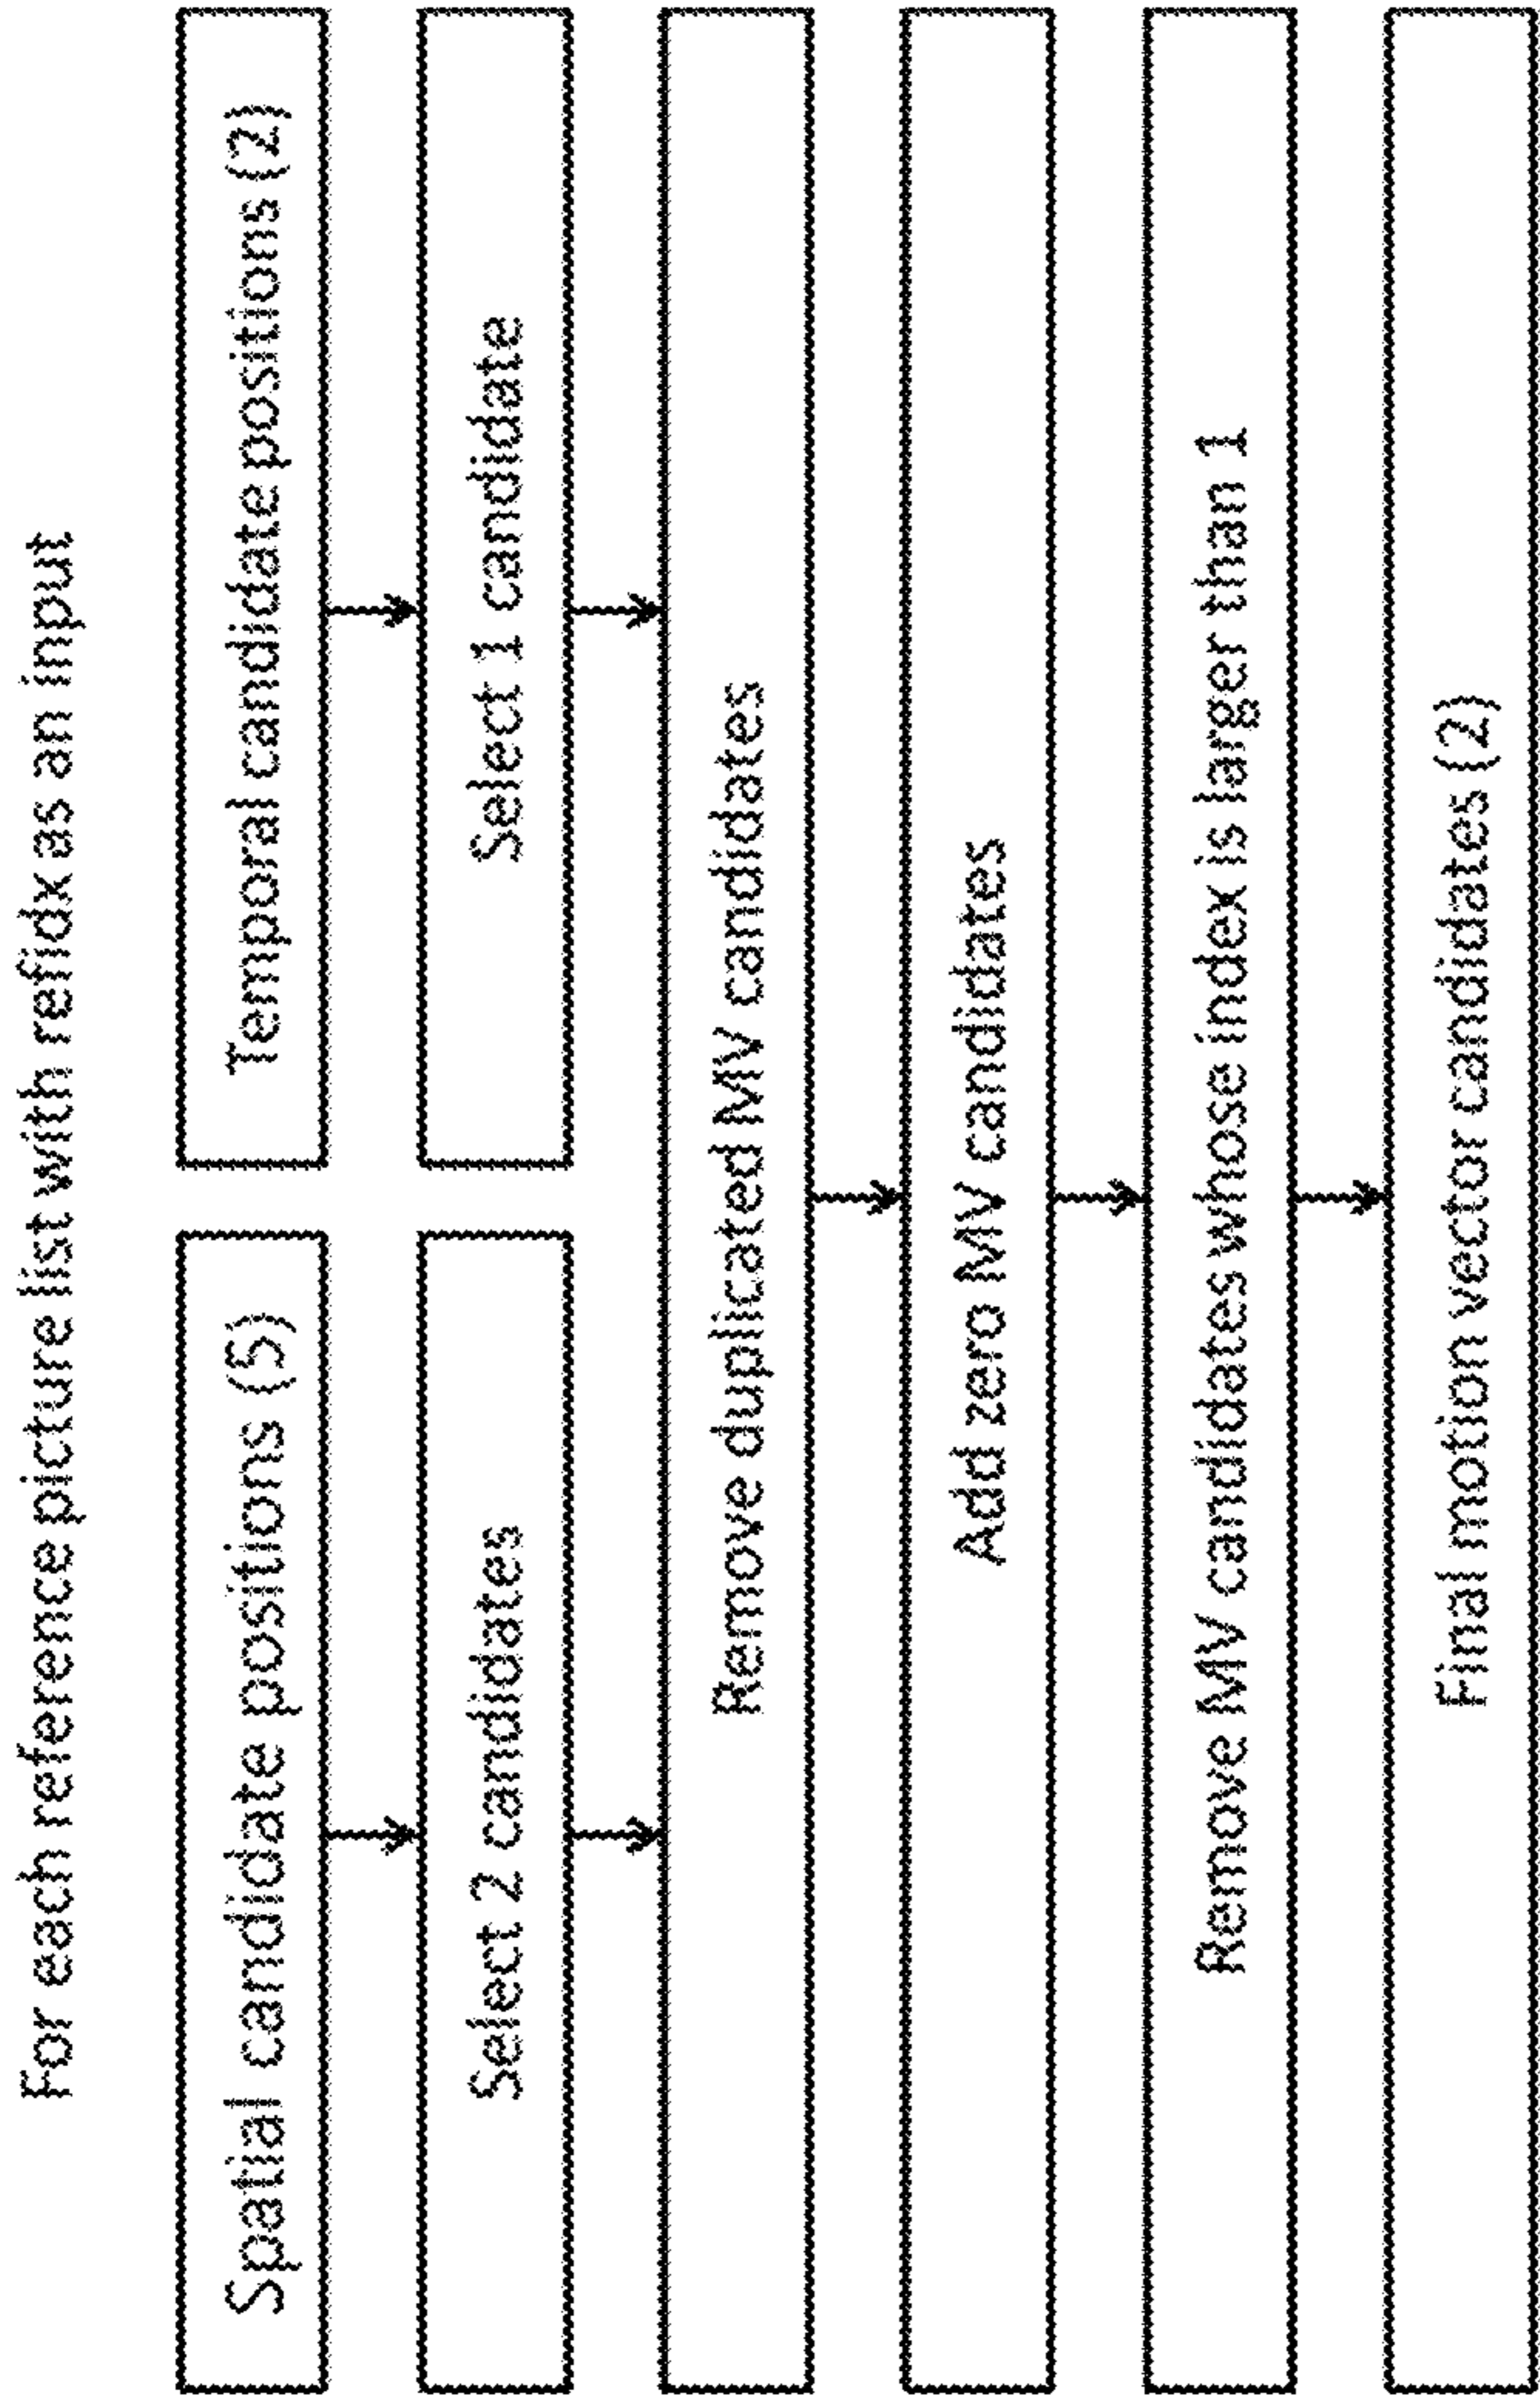 For each reference picture list with refidx as an input
Spatial candidate positions (5)
Temporal candidate positions (2)
Select 2 candidates
Select 1 candidate
Remove duplicated MV candidates
Add zero MV candidates
Remove MV candidates whose index is larger than 1
Final motion vector candidates (2)